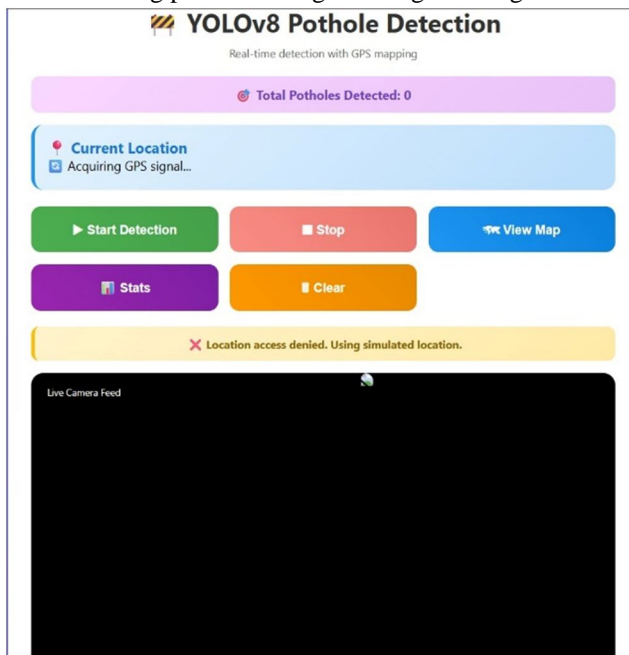 YOLOv8 Pothole Detection
Real-time detection with GPS mapping
Total Potholes Detected: 0
Current Location
Acquiring GPS signal...
Start Detection
Stop
View Map
Stats
Clear
Location access denied. Using simulated location.
Live Camera Feed